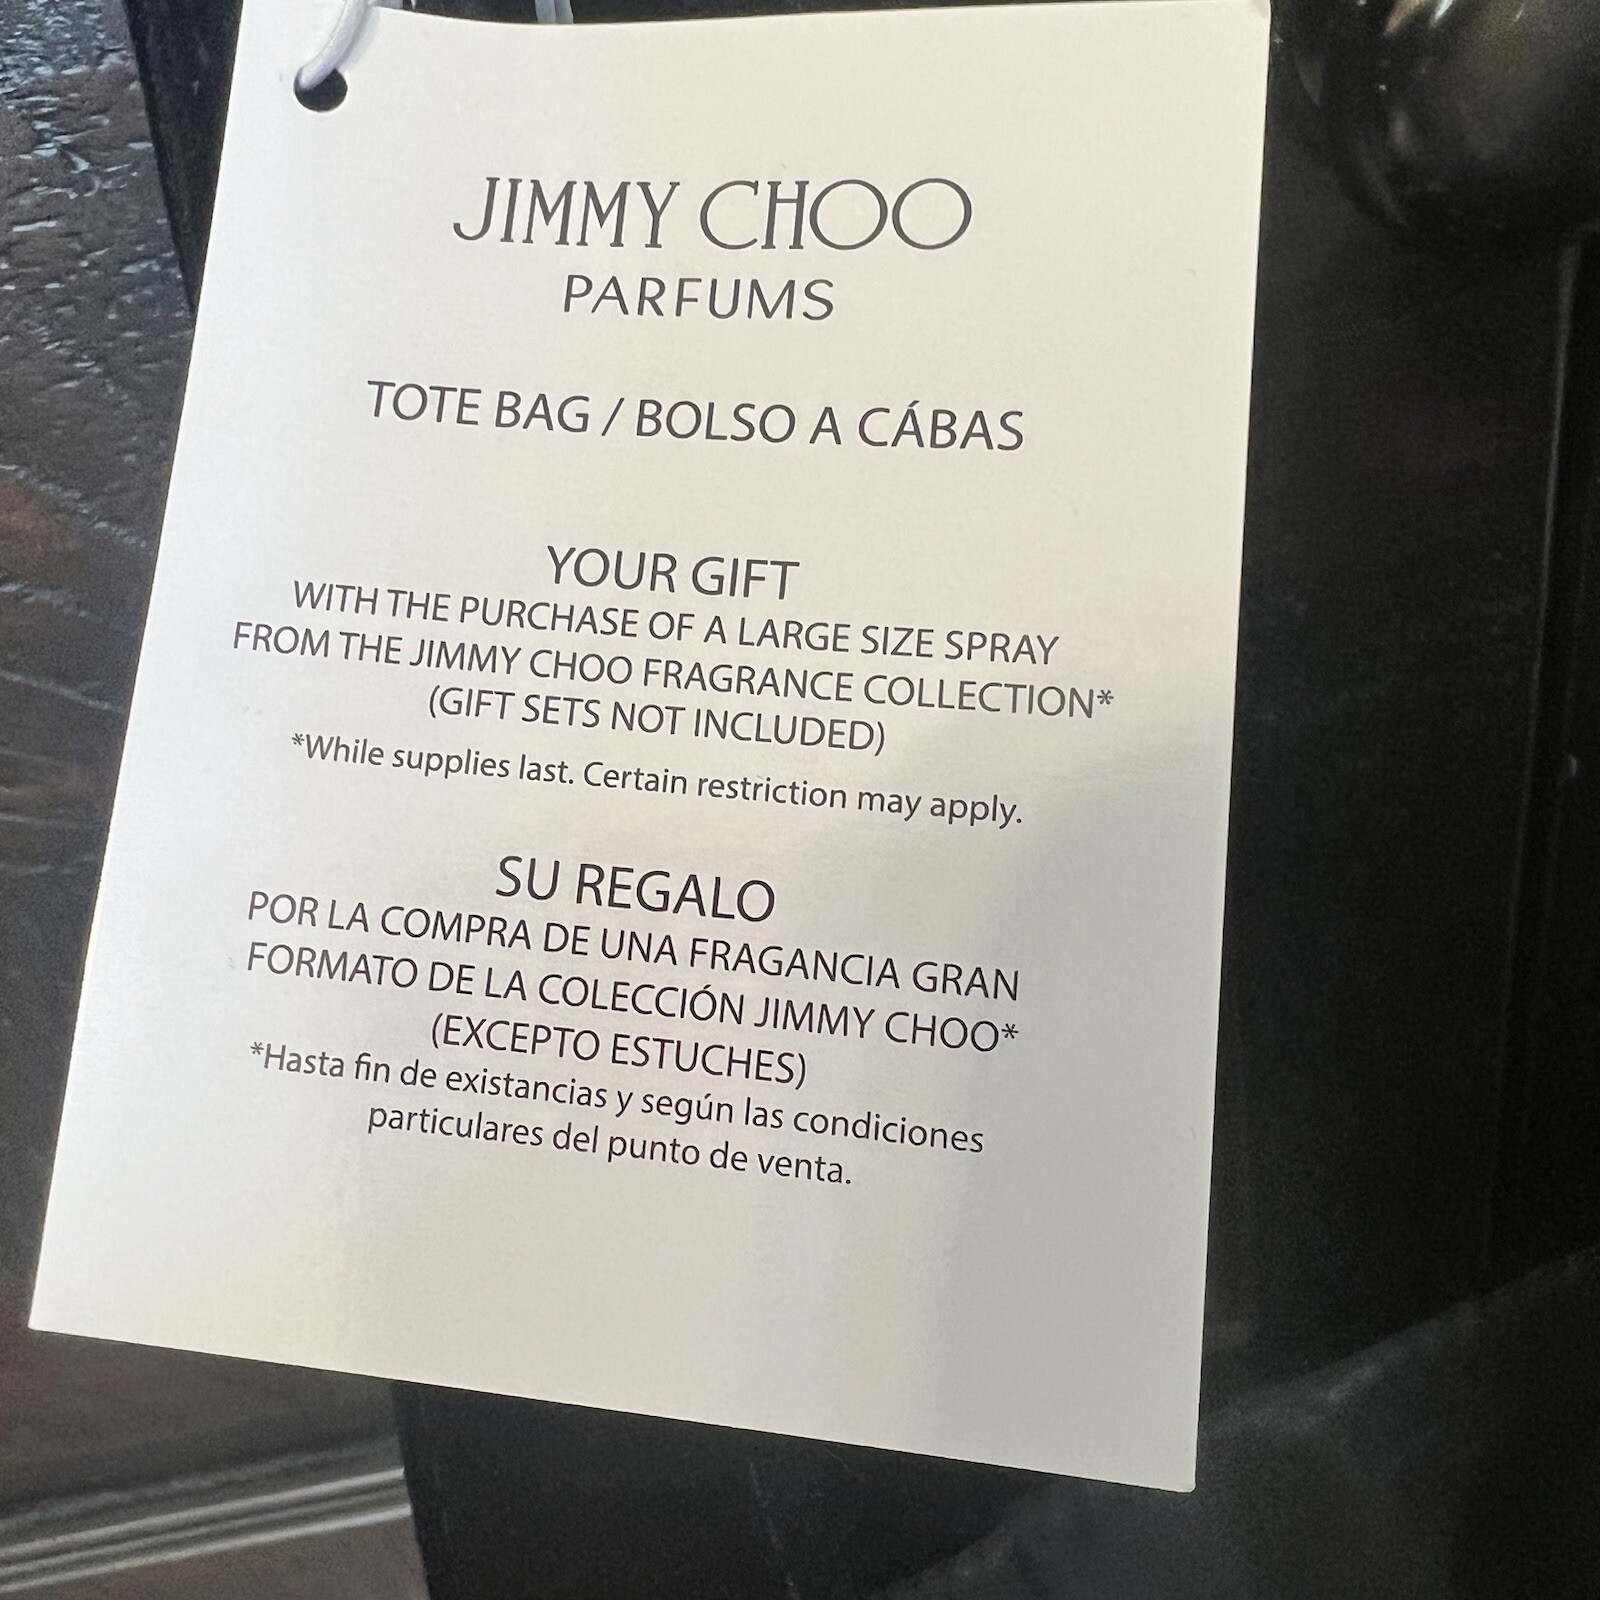 JIMMY CHOO
PARFUMS
TOTE BAG / BOLSO A CÁBAS
YOUR GIFT
WITH THE PURCHASE OF A LARGE SIZE SPRAY
FROM THE JIMMY CHOO FRAGRANCE COLLECTION*
(GIFT SETS NOT INCLUDED)
*While supplies last. Certain restriction may apply.
SU REGALO
POR LA COMPRA DE UNA FRAGANCIA GRAN
FORMATO DE LA COLECCIÓN JIMMY CHOO*
(EXCEPTO ESTUCHES)
*Hasta fin de existancias y según las condiciones
particulares del punto de venta.